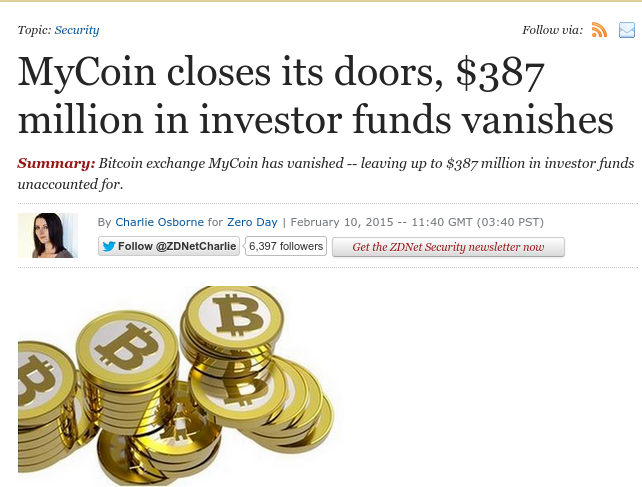 Topic: Security
Follow via:
MyCoin closes its doors, $387
million in investor funds vanishes
Summary: Bitcoin exchange MyCoin has vanished -- leaving up to $387 million in investor funds
unaccounted for.
By Charlie Osborne for Zero Day | February 10, 2015 -- 11:40 GMT (03:40 PST)
Follow @ZDNetCharlie 6,397 followers Get the ZDNet Security newsletter now